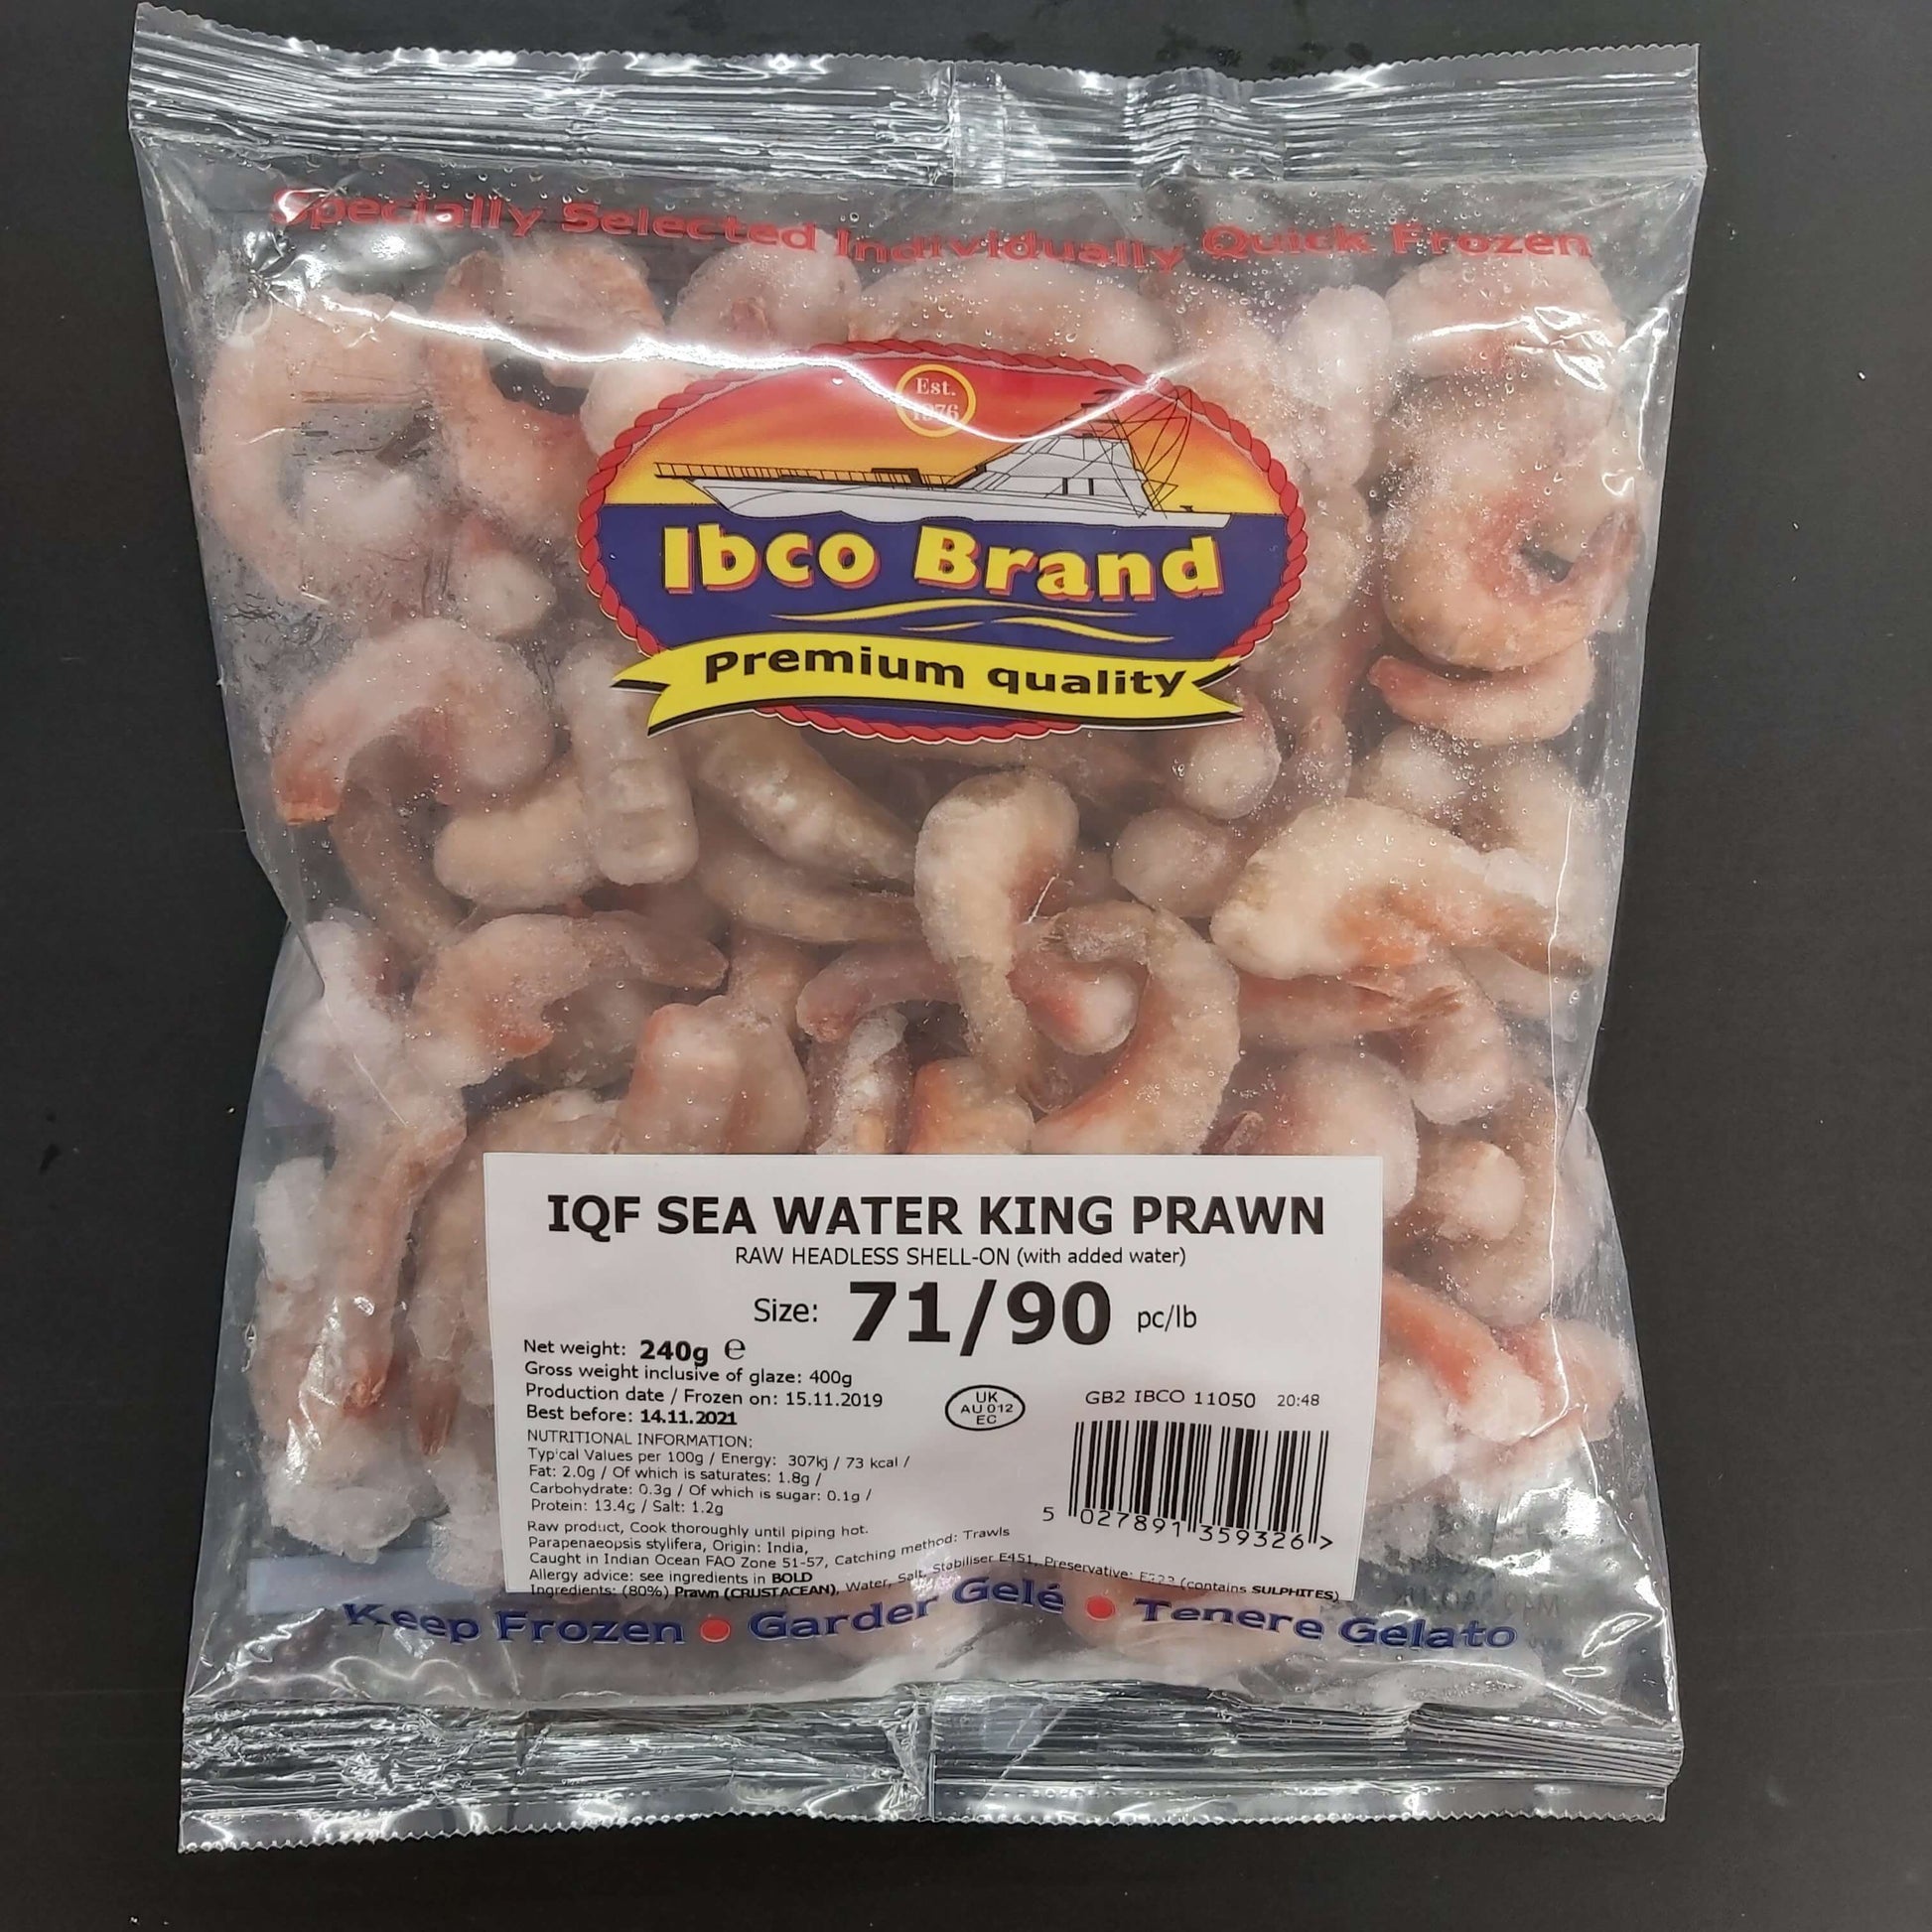 Specially Selected Individually Quick Frozen
Est.
1976
Ibco Brand
Premium quality
IQF SEA WATER KING PRAWN
RAW HEADLESS SHELL-ON (with added water)
Size: 71/90 pc/lb
Net weight: 240g ℮
Gross weight inclusive of glaze: 400g
Production date / Frozen on: 15.11.2019
Best before: 14.11.2021
UK
AU 012
EC
GB2 IBCO 11050 20:48
NUTRITIONAL INFORMATION:
Typical Values per 100g / Energy: 307kj / 73 kcal /
Fat: 2.0g / Of which is saturates: 1.8g /
Carbohydrate: 0.3g / Of which is sugar: 0.1g /
Protein: 13.4g / Salt: 1.2g
5 027891 359326 >
Raw product, Cook thoroughly until piping hot.
Parapenaeopsis stylifera, Origin: India,
Caught in Indian Ocean FAO Zone 51-57, Catching method: Trawls
Allergy advice: see ingredients in BOLD
Ingredients: (80%) Prawn (CRUSTACEAN), Water, Salt, Stabiliser E451, Preservative: (contains SULPHITES)
Keep Frozen • Garder Gelé • Tenere Gelato